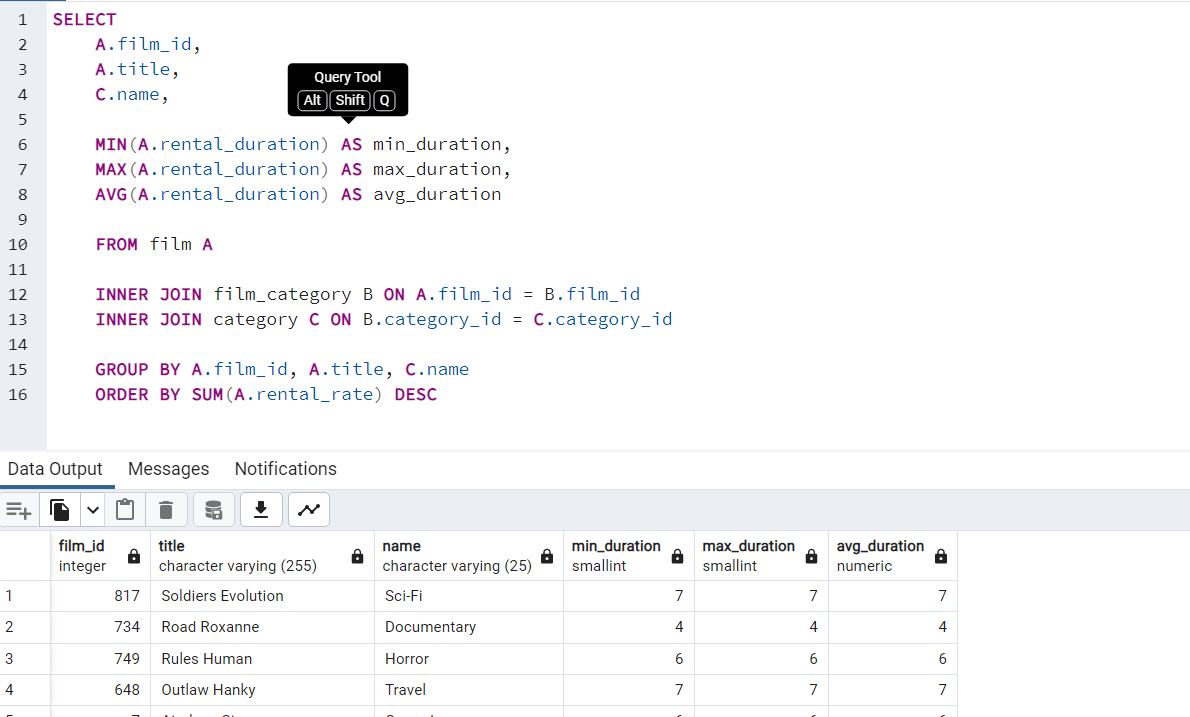 1 SELECT
2 A.film_id,
3 A.title,
4 C.name,
Query Tool
Alt Shift Q
5
6 MIN(A.rental_duration) AS min_duration,
7 MAX(A.rental_duration) AS max_duration,
8 AVG(A.rental_duration) AS avg_duration
9
10 FROM film A
11
12 INNER JOIN film_category B ON A.film_id = B.film_id
13 INNER JOIN category C ON B.category_id = C.category_id
14
15 GROUP BY A.film_id, A.title, C.name
16 ORDER BY SUM(A.rental_rate) DESC
Data Output Messages Notifications
film_id title name min_duration max_duration avg_duration
integer character varying (255) character varying (25) smallint smallint numeric
1 817 Soldiers Evolution Sci-Fi 7 7 7
2 734 Road Roxanne Documentary 4 4 4
3 749 Rules Human Horror 6 6 6
4 648 Outlaw Hanky Travel 7 7 7